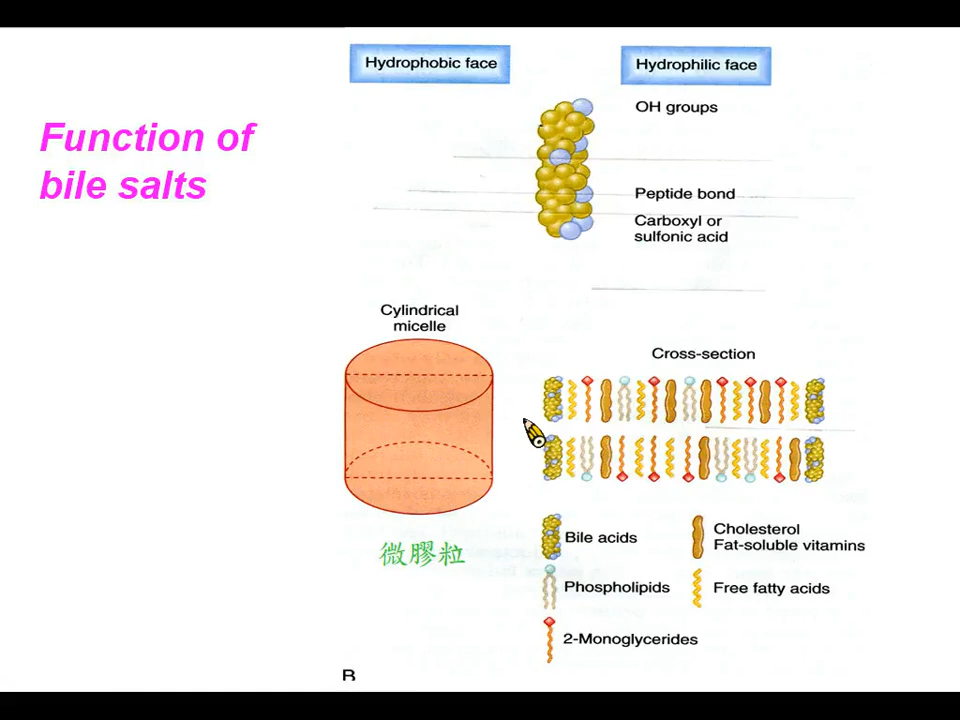 Function of
bile salts
Hydrophobic face
Hydrophilic face
OH groups
Peptide bond
Carboxyl or
sulfonic acid
Cylindrical
micelle
Cross-section
微膠粒
Bile acids
Cholesterol
Fat-soluble vitamins
Phospholipids
Free fatty acids
2-Monoglycerides
B